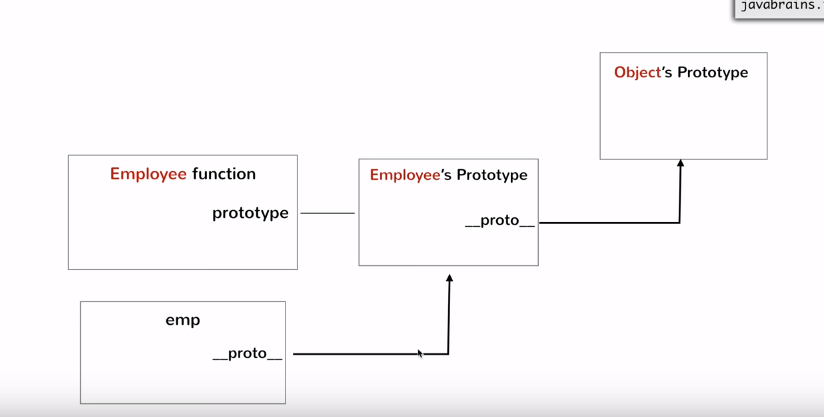 javabrains.
Object's Prototype
Employee function
prototype
Employee's Prototype
__proto__
emp
__proto__